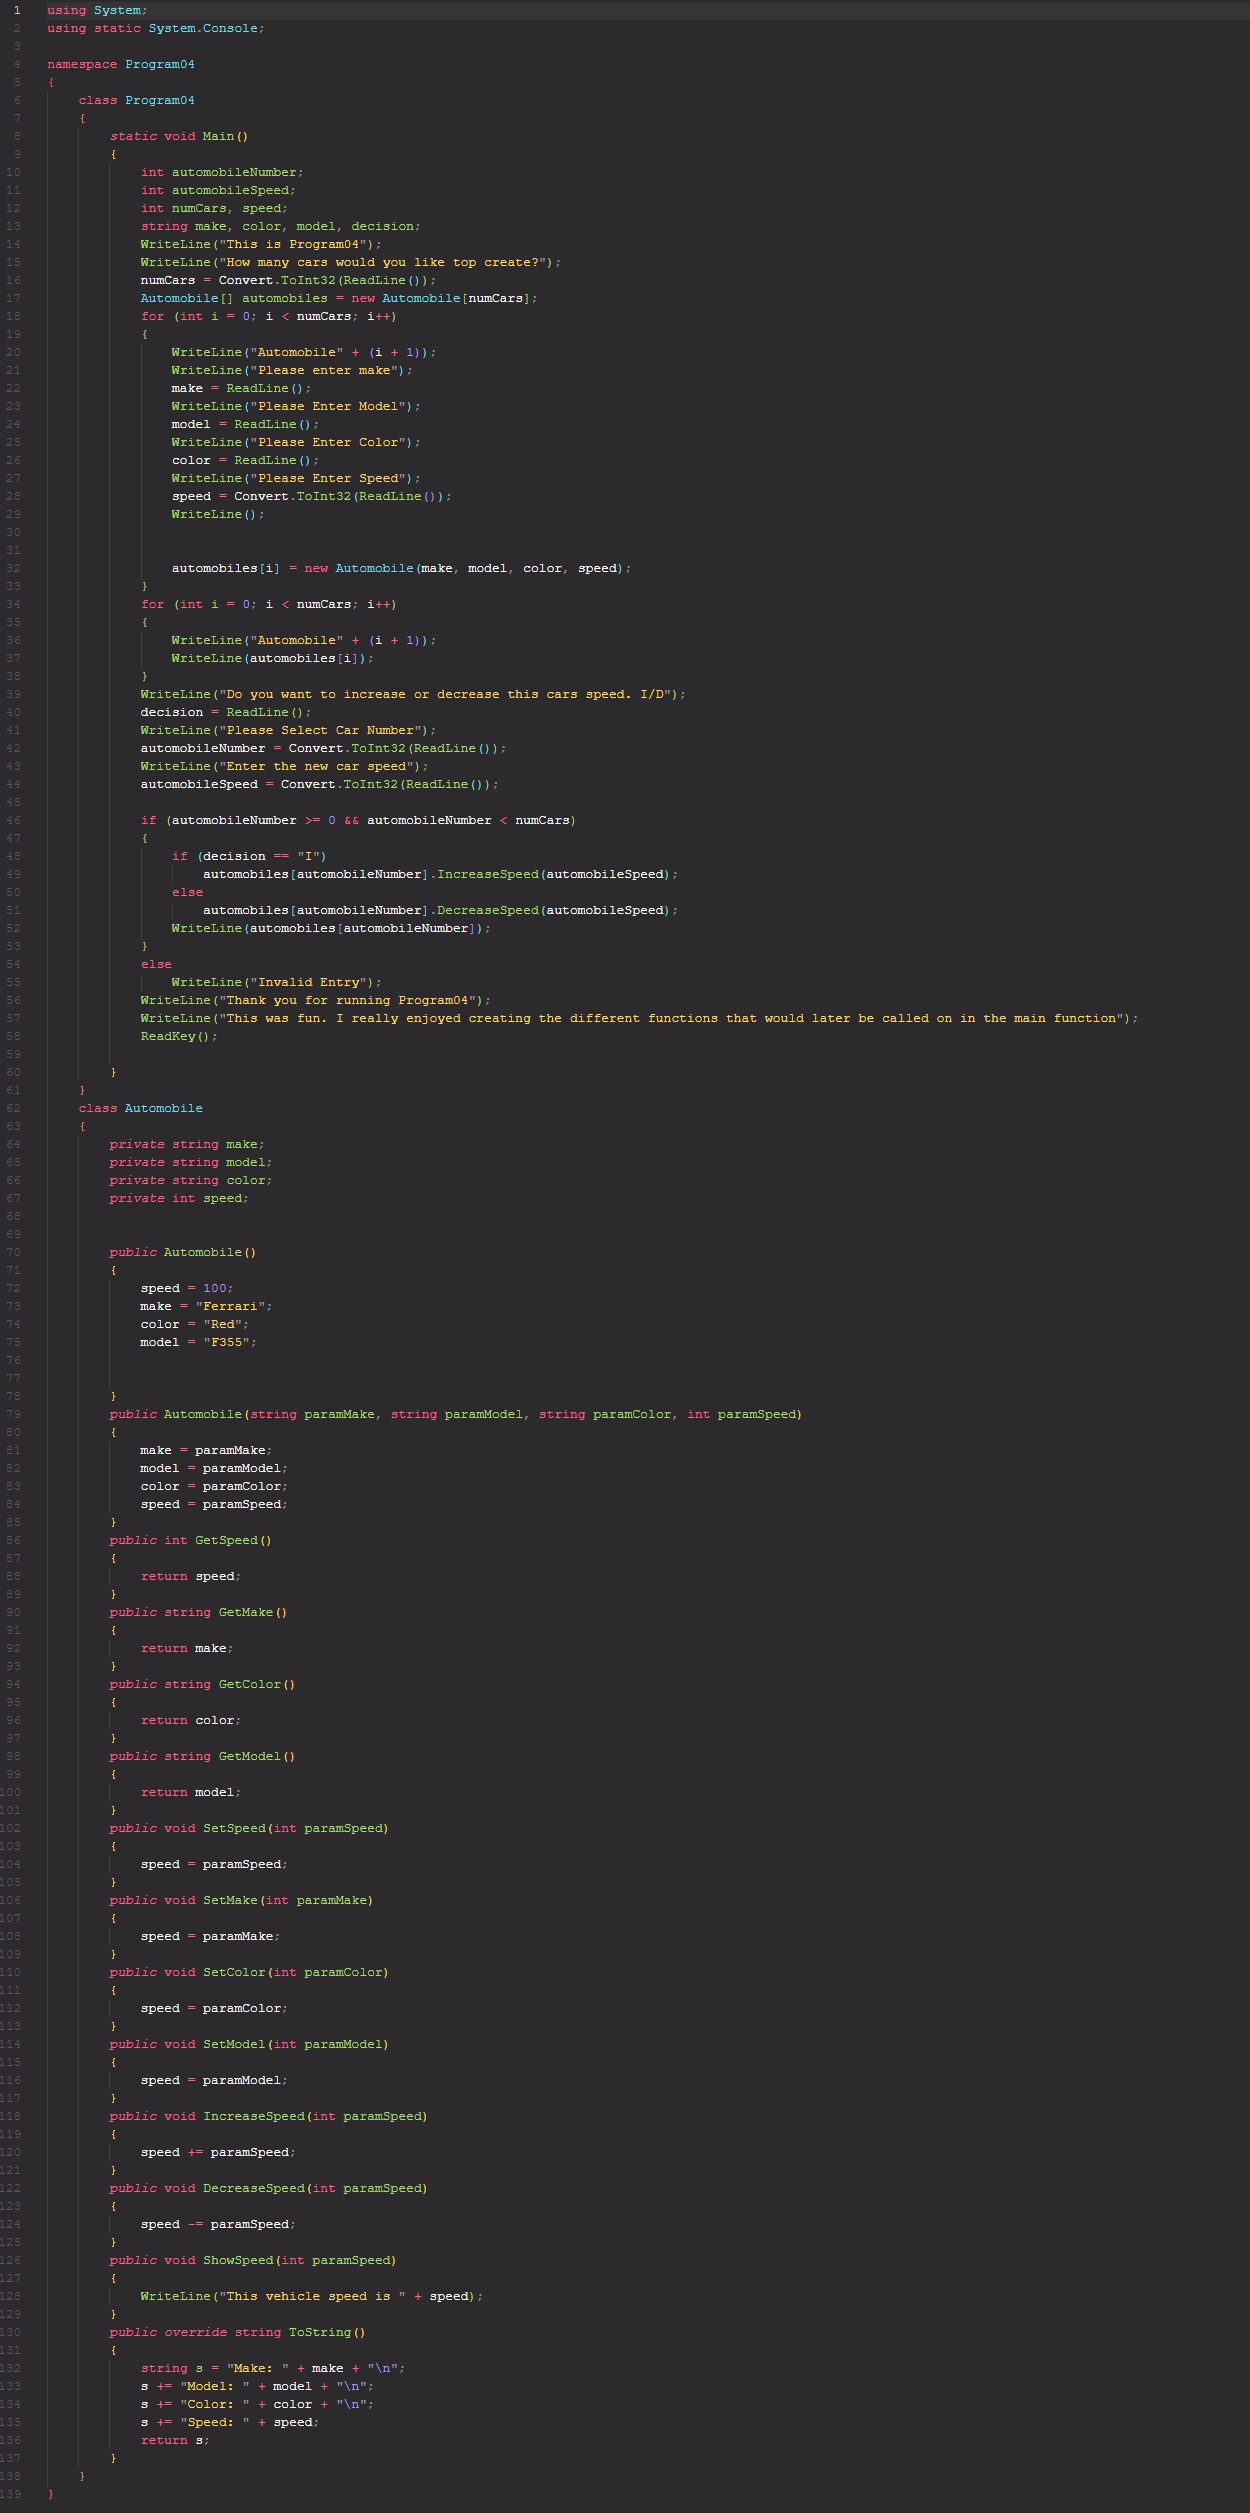 1 using System;
2 using static System.Console;
3
4 namespace Program04
5 {
6     class Program04
7     {
8         static void Main()
9         {
10             int automobileNumber;
11             int automobileSpeed;
12             int numCars, speed;
13             string make, color, model, decision;
14             WriteLine("This is Program04");
15             WriteLine("How many cars would you like top create?");
16             numCars = Convert.ToInt32(ReadLine());
17             Automobile[] automobiles = new Automobile[numCars];
18             for (int i = 0; i < numCars; i++)
19             {
20                 WriteLine("Automobile" + (i + 1));
21                 WriteLine("Please enter make");
22                 make = ReadLine();
23                 WriteLine("Please Enter Model");
24                 model = ReadLine();
25                 WriteLine("Please Enter Color");
26                 color = ReadLine();
27                 WriteLine("Please Enter Speed");
28                 speed = Convert.ToInt32(ReadLine());
29                 WriteLine();
30
31
32                 automobiles[i] = new Automobile(make, model, color, speed);
33             }
34             for (int i = 0; i < numCars; i++)
35             {
36                 WriteLine("Automobile" + (i + 1));
37                 WriteLine(automobiles[i]);
38             }
39             WriteLine("Do you want to increase or decrease this cars speed. I/D");
40             decision = ReadLine();
41             WriteLine("Please Select Car Number");
42             automobileNumber = Convert.ToInt32(ReadLine());
43             WriteLine("Enter the new car speed");
44             automobileSpeed = Convert.ToInt32(ReadLine());
45
46             if (automobileNumber >= 0 && automobileNumber < numCars)
47             {
48                 if (decision == "I")
49                     automobiles[automobileNumber].IncreaseSpeed(automobileSpeed);
50                 else
51                     automobiles[automobileNumber].DecreaseSpeed(automobileSpeed);
52                 WriteLine(automobiles[automobileNumber]);
53             }
54             else
55                 WriteLine("Invalid Entry");
56             WriteLine("Thank you for running Program04");
57             WriteLine("This was fun. I really enjoyed creating the different functions that would later be called on in the main function");
58             ReadKey();
59
60         }
61     }
62     class Automobile
63     {
64         private string make;
65         private string model;
66         private string color;
67         private int speed;
68
69
70         public Automobile()
71         {
72             speed = 100;
73             make = "Ferrari";
74             color = "Red";
75             model = "F355";
76
77
78         }
79         public Automobile(string paramMake, string paramModel, string paramColor, int paramSpeed)
80         {
81             make = paramMake;
82             model = paramModel;
83             color = paramColor;
84             speed = paramSpeed;
85         }
86         public int GetSpeed()
87         {
88             return speed;
89         }
90         public string GetMake()
91         {
92             return make;
93         }
94         public string GetColor()
95         {
96             return color;
97         }
98         public string GetModel()
99         {
100             return model;
101         }
102         public void SetSpeed(int paramSpeed)
103         {
104             speed = paramSpeed;
105         }
106         public void SetMake(int paramMake)
107         {
108             speed = paramMake;
109         }
110         public void SetColor(int paramColor)
111         {
112             speed = paramColor;
113         }
114         public void SetModel(int paramModel)
115         {
116             speed = paramModel;
117         }
118         public void IncreaseSpeed(int paramSpeed)
119         {
120             speed += paramSpeed;
121         }
122         public void DecreaseSpeed(int paramSpeed)
123         {
124             speed -= paramSpeed;
125         }
126         public void ShowSpeed(int paramSpeed)
127         {
128             WriteLine("This vehicle speed is " + speed);
129         }
130         public override string ToString()
131         {
132             string s = "Make: " + make + "\n";
133             s += "Model: " + model + "\n";
134             s += "Color: " + color + "\n";
135             s += "Speed: " + speed;
136             return s;
137         }
138     }
139 }